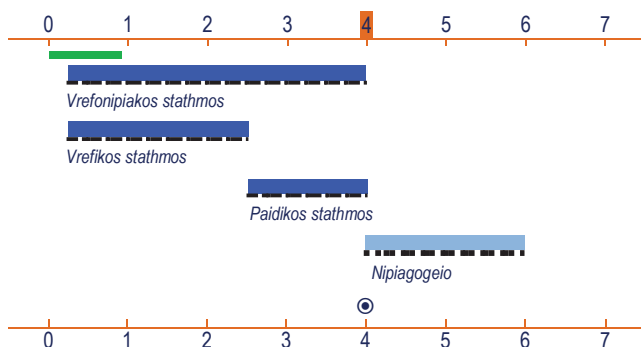 0 1 2 3 4 5 6 7
Vrefonipiakos stathmos
Vrefikos stathmos
Paidikos stathmos
Nipiagogeio
0 1 2 3 4 5 6 7